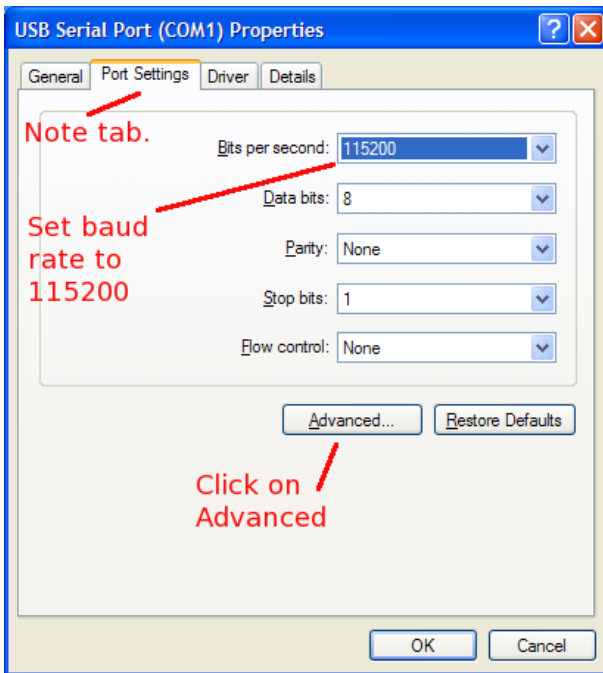 USB Serial Port (COM1) Properties
General Port Settings Driver Details
Note tab.
Bits per second: 115200
Data bits: 8
Set baud
rate to
115200
Parity: None
Stop bits: 1
Flow control: None
Advanced... Restore Defaults
Click on
Advanced
OK Cancel